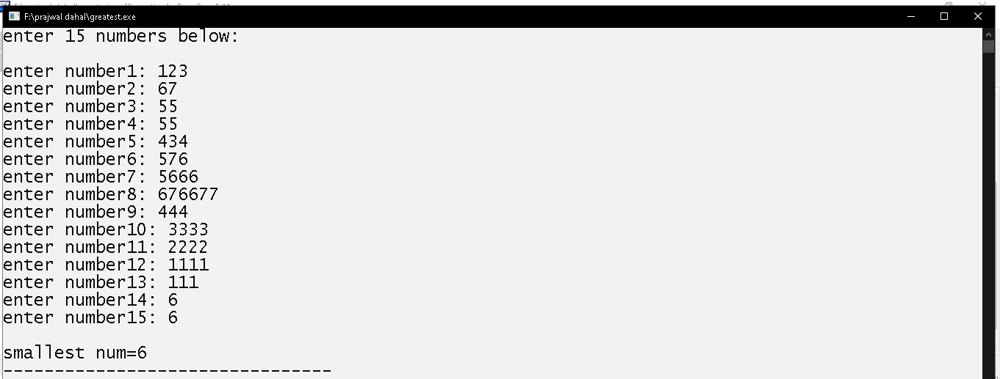 F:\prajwal dahal\greatest.exe
enter 15 numbers below:
enter number1: 123
enter number2: 67
enter number3: 55
enter number4: 55
enter number5: 434
enter number6: 576
enter number7: 5666
enter number8: 676677
enter number9: 444
enter number10: 3333
enter number11: 2222
enter number12: 1111
enter number13: 111
enter number14: 6
enter number15: 6
smallest num=6
--------------------------------